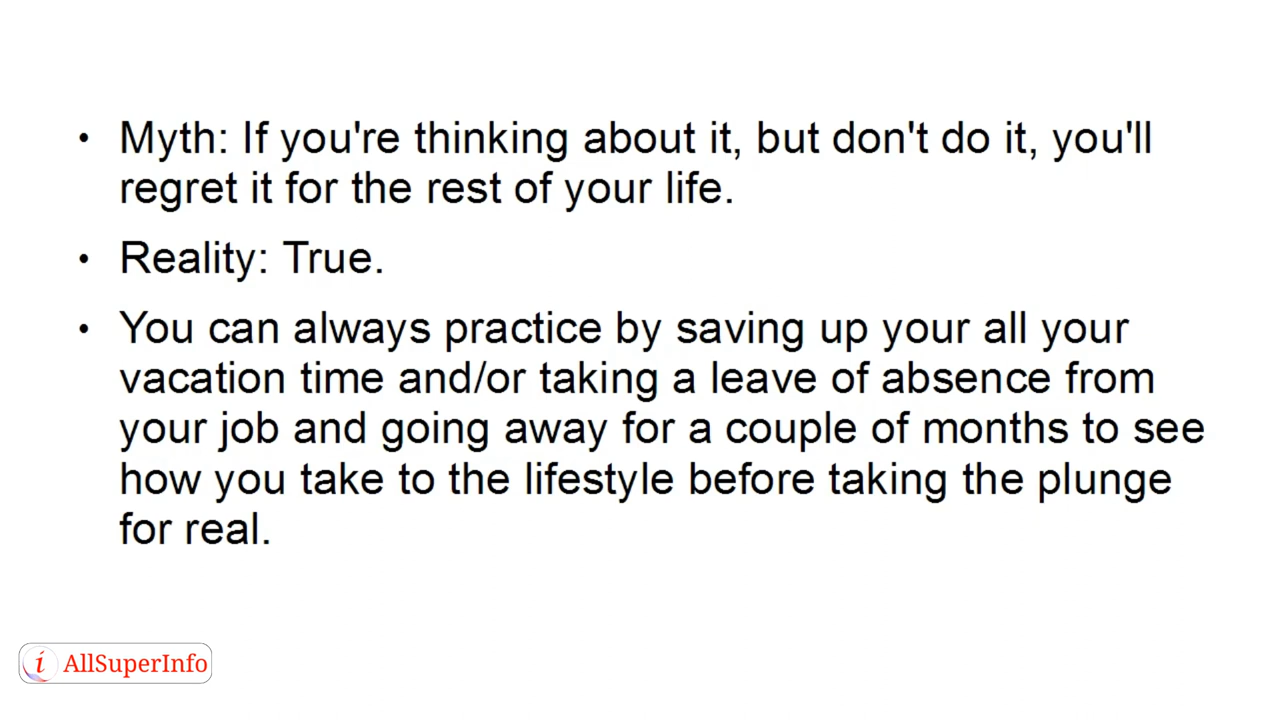 • Myth: If you're thinking about it, but don't do it, you'll
regret it for the rest of your life.
• Reality: True.
• You can always practice by saving up your all your
vacation time and/or taking a leave of absence from
your job and going away for a couple of months to see
how you take to the lifestyle before taking the plunge
for real.
i AllSuperInfo